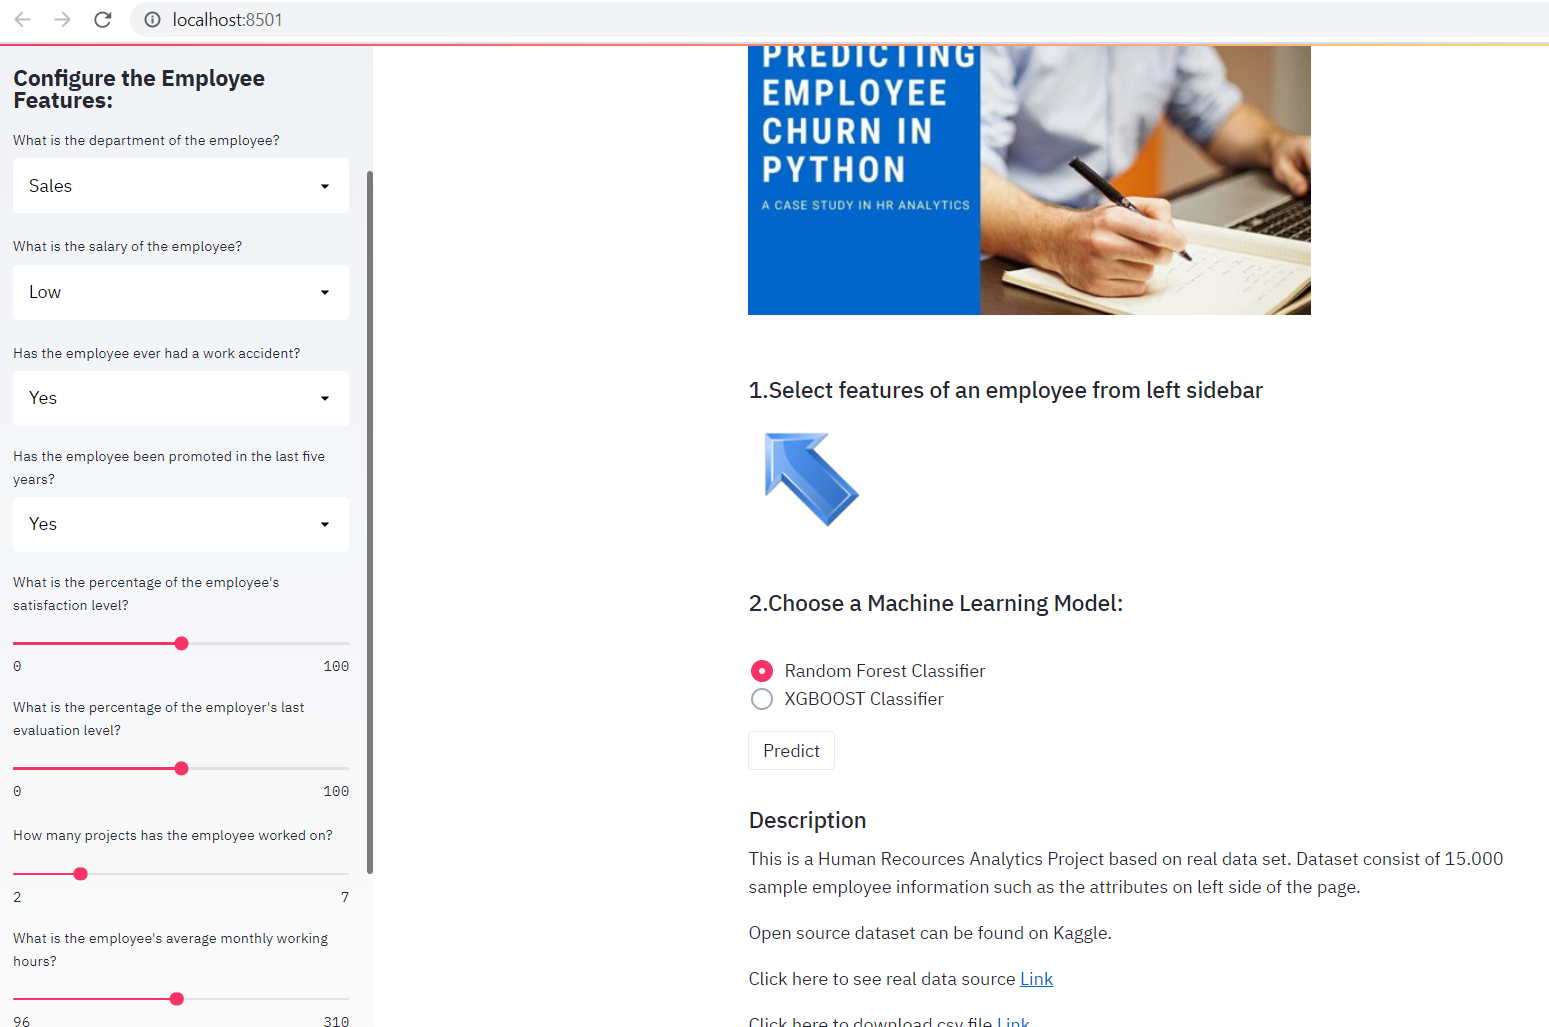 localhost:8501
Configure the Employee
Features:
What is the department of the employee?
Sales
What is the salary of the employee?
Low
Has the employee ever had a work accident?
Yes
Has the employee been promoted in the last five
years?
Yes
What is the percentage of the employee's
satisfaction level?
0 100
What is the percentage of the employer's last
evaluation level?
0 100
How many projects has the employee worked on?
2 7
What is the employee's average monthly working
hours?
96 310
PREDICTING
EMPLOYEE
CHURN IN
PYTHON
A CASE STUDY IN HR ANALYTICS
1.Select features of an employee from left sidebar
2.Choose a Machine Learning Model:
Random Forest Classifier
XGBOOST Classifier
Predict
Description
This is a Human Recources Analytics Project based on real data set. Dataset consist of 15.000
sample employee information such as the attributes on left side of the page.
Open source dataset can be found on Kaggle.
Click here to see real data source Link
Click here to download csv file Link